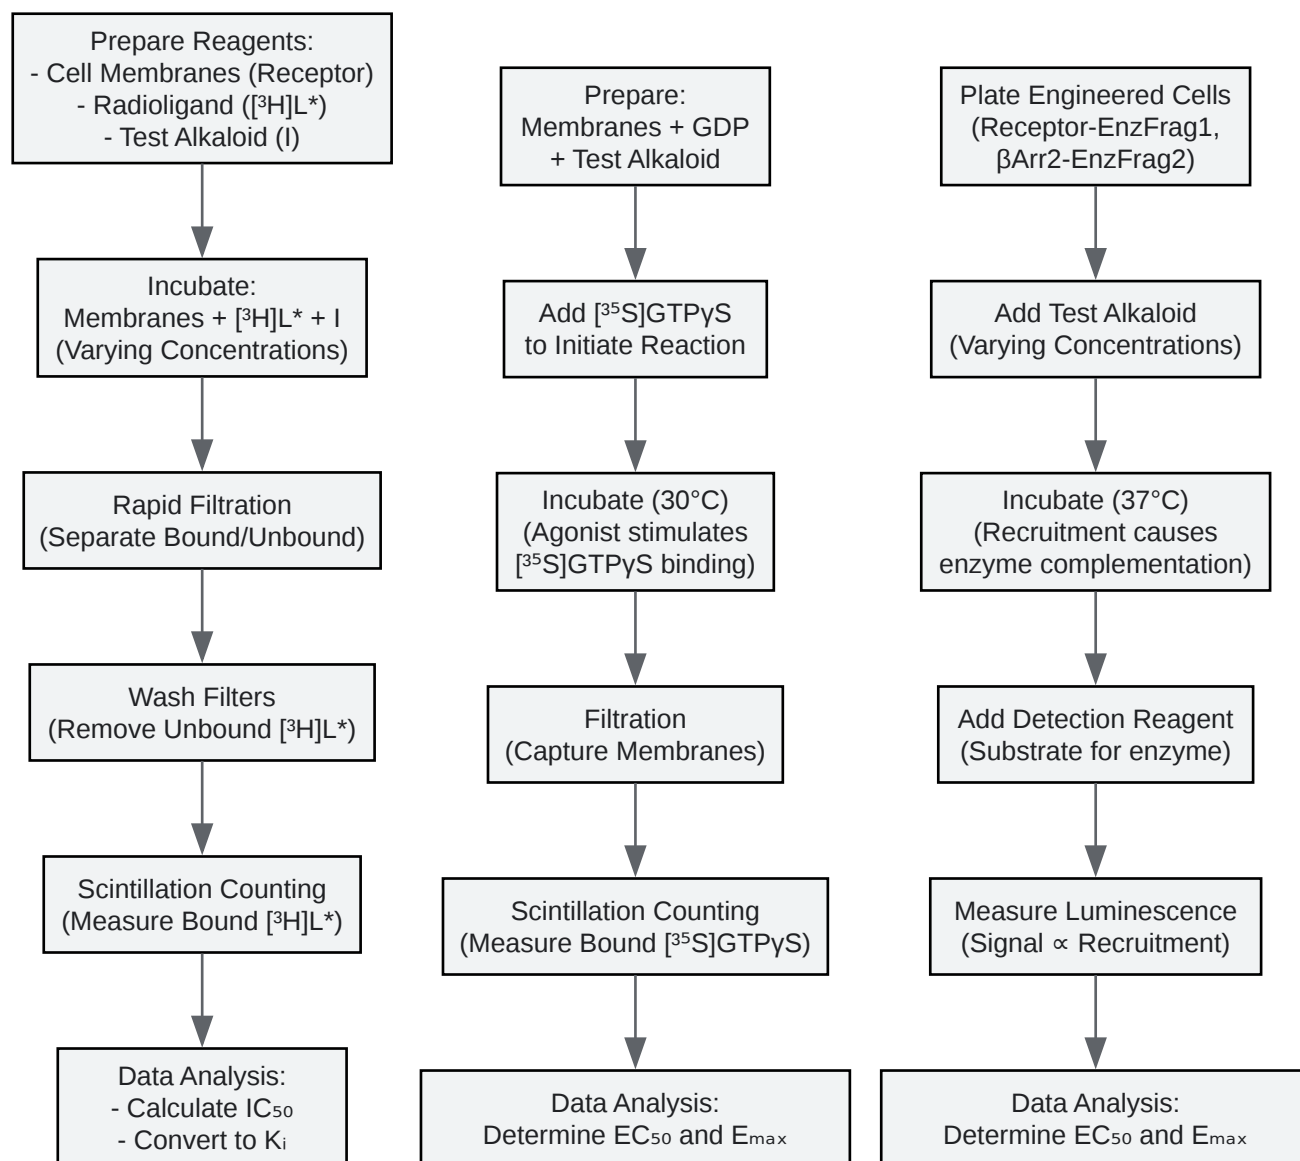 Prepare Reagents:
- Cell Membranes (Receptor)
- Radioligand ([³H]L*)
- Test Alkaloid (I)
Incubate:
Membranes + [³H]L* + I
(Varying Concentrations)
Rapid Filtration
(Separate Bound/Unbound)
Wash Filters
(Remove Unbound [³H]L*)
Scintillation Counting
(Measure Bound [³H]L*)
Data Analysis:
- Calculate IC₅₀
- Convert to Kᵢ
Prepare:
Membranes + GDP
+ Test Alkaloid
Add [³⁵S]GTPγS
to Initiate Reaction
Incubate (30°C)
(Agonist stimulates
[³⁵S]GTPγS binding)
Filtration
(Capture Membranes)
Scintillation Counting
(Measure Bound [³⁵S]GTPγS)
Data Analysis:
Determine EC₅₀ and Eₘₐₓ
Plate Engineered Cells
(Receptor-EnzFrag1,
βArr2-EnzFrag2)
Add Test Alkaloid
(Varying Concentrations)
Incubate (37°C)
(Recruitment causes
enzyme complementation)
Add Detection Reagent
(Substrate for enzyme)
Measure Luminescence
(Signal ∝ Recruitment)
Data Analysis:
Determine EC₅₀ and Eₘₐₓ